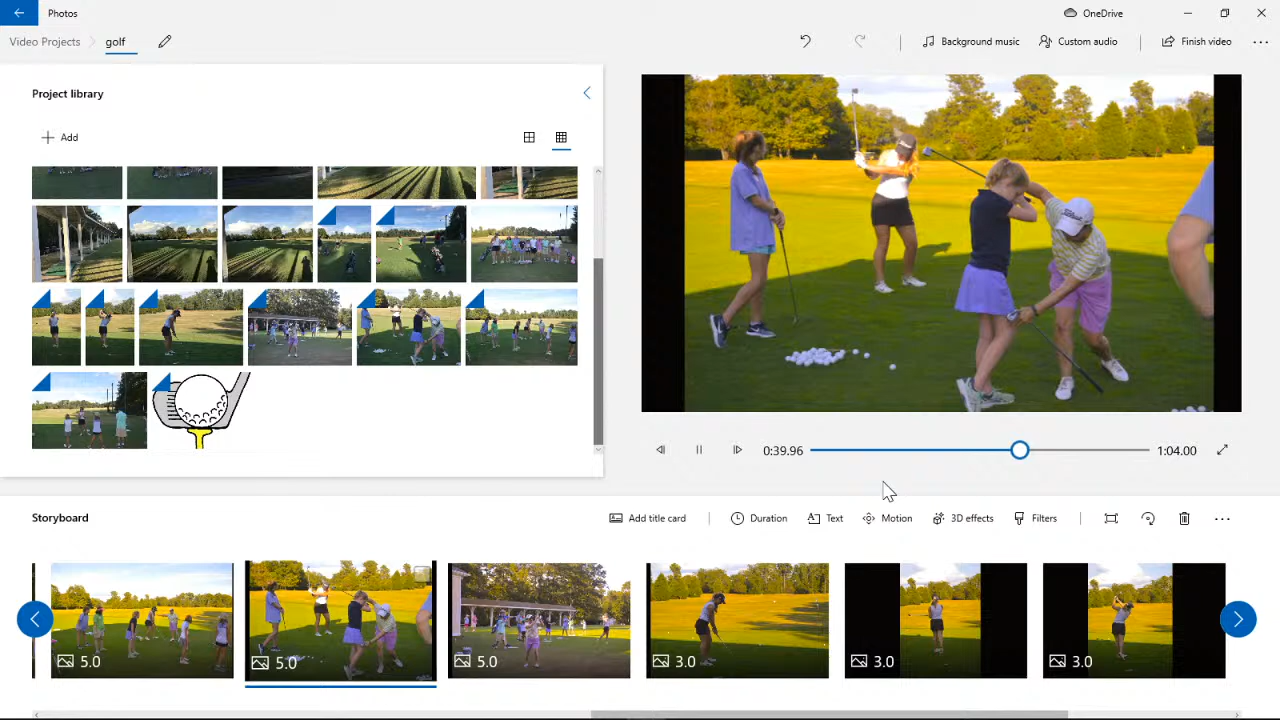 Photos
OneDrive
Video Projects
golf
Background music
Custom audio
Finish video
Project library
Add
0:39.96
1:04.00
Storyboard
Add title card
Duration
Text
Motion
3D effects
Filters
5.0
5.0
5.0
3.0
3.0
3.0